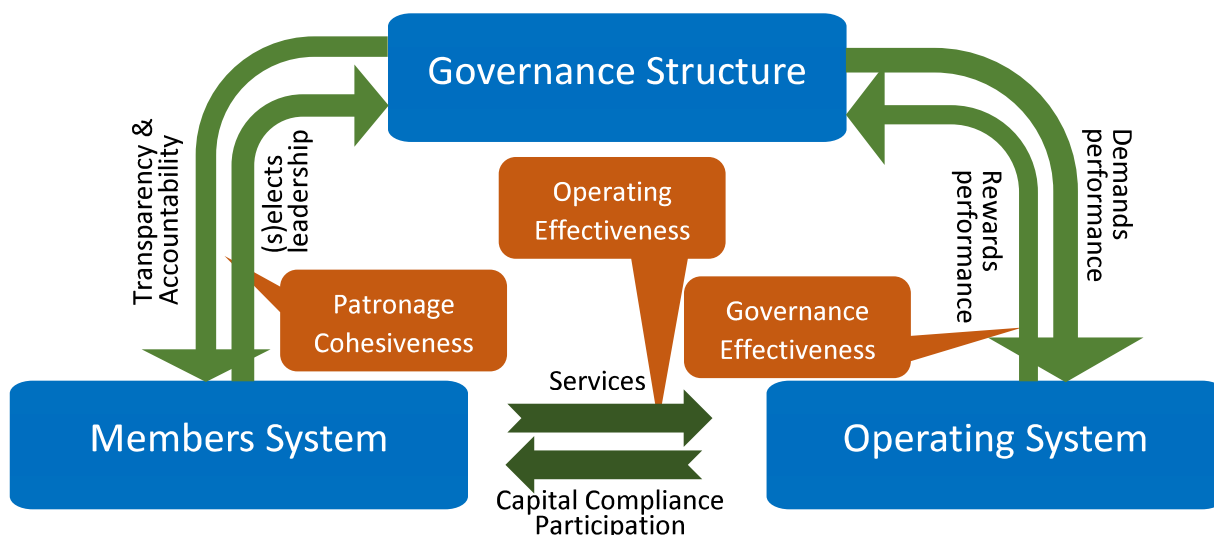 Governance Structure
Transparency &
Accountability
(s)elects
leadership
Operating
Effectiveness
Demands
performance
Rewards
performance
Patronage
Cohesiveness
Governance
Effectiveness
Services
Members System
Operating System
Capital Compliance
Participation